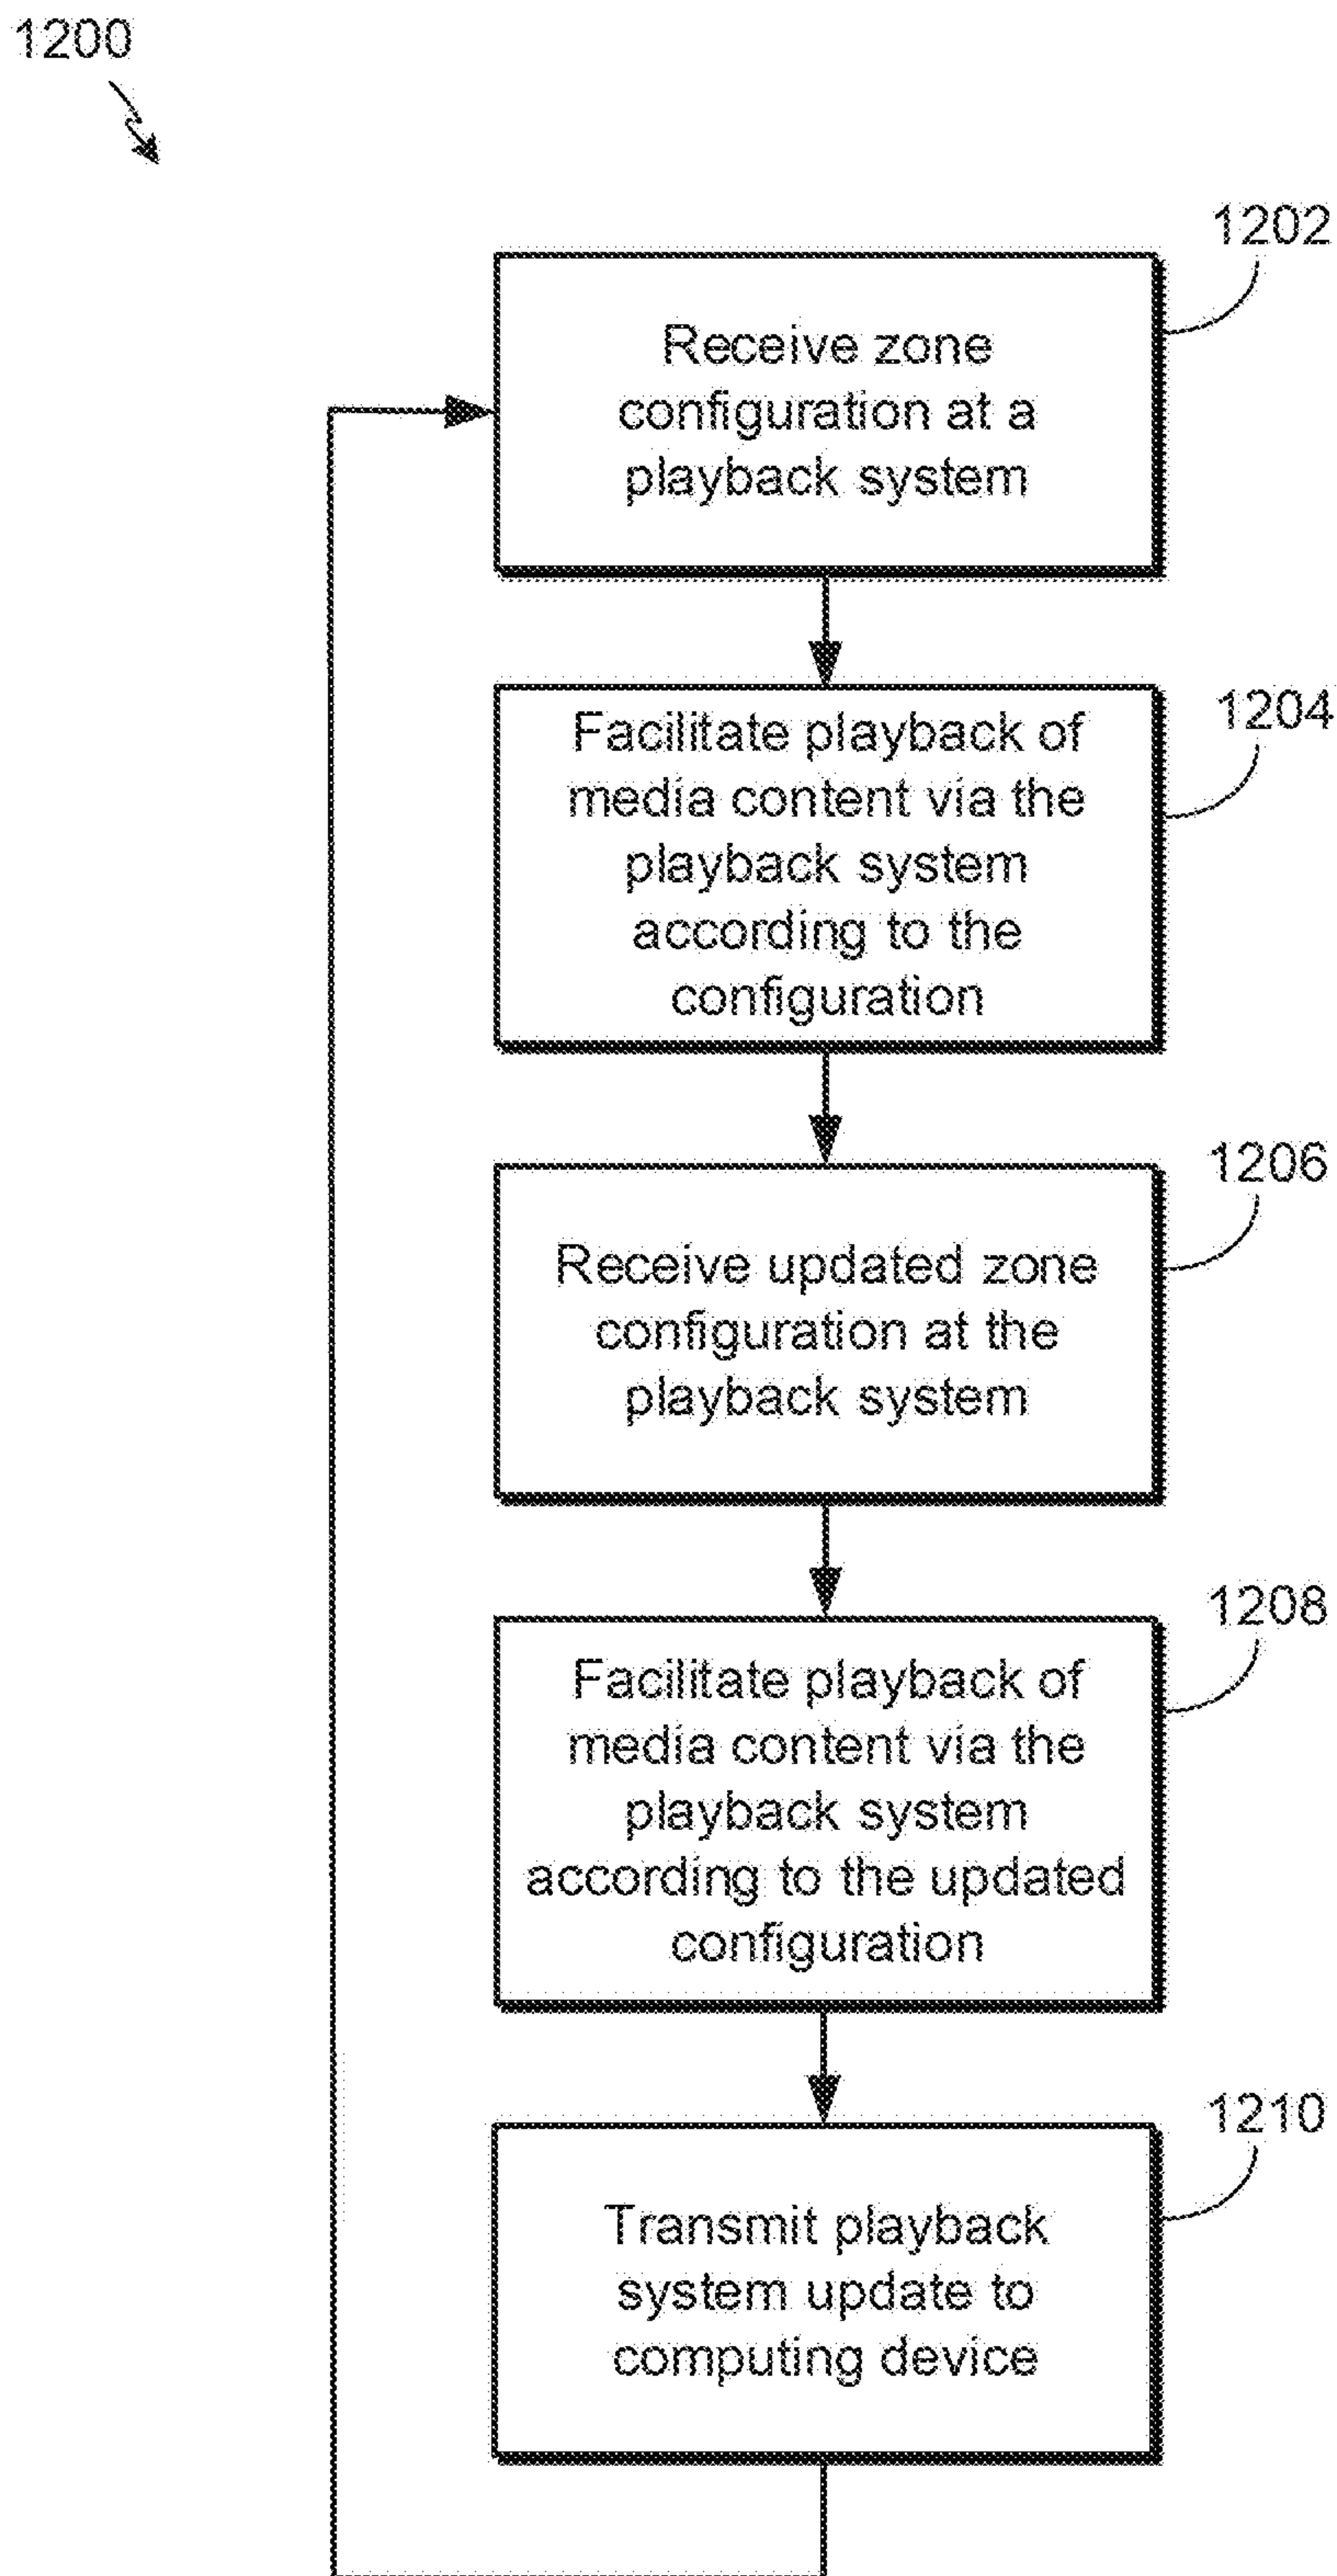 1200
1202
Receive zone
configuration at a
playback system
1204
Facilitate playback of
media content via the
playback system
according to the
configuration
1206
Receive updated zone
configuration at the
playback system
1208
Facilitate playback of
media content via the
playback system
according to the updated
configuration
1210
Transmit playback
system update to
computing device